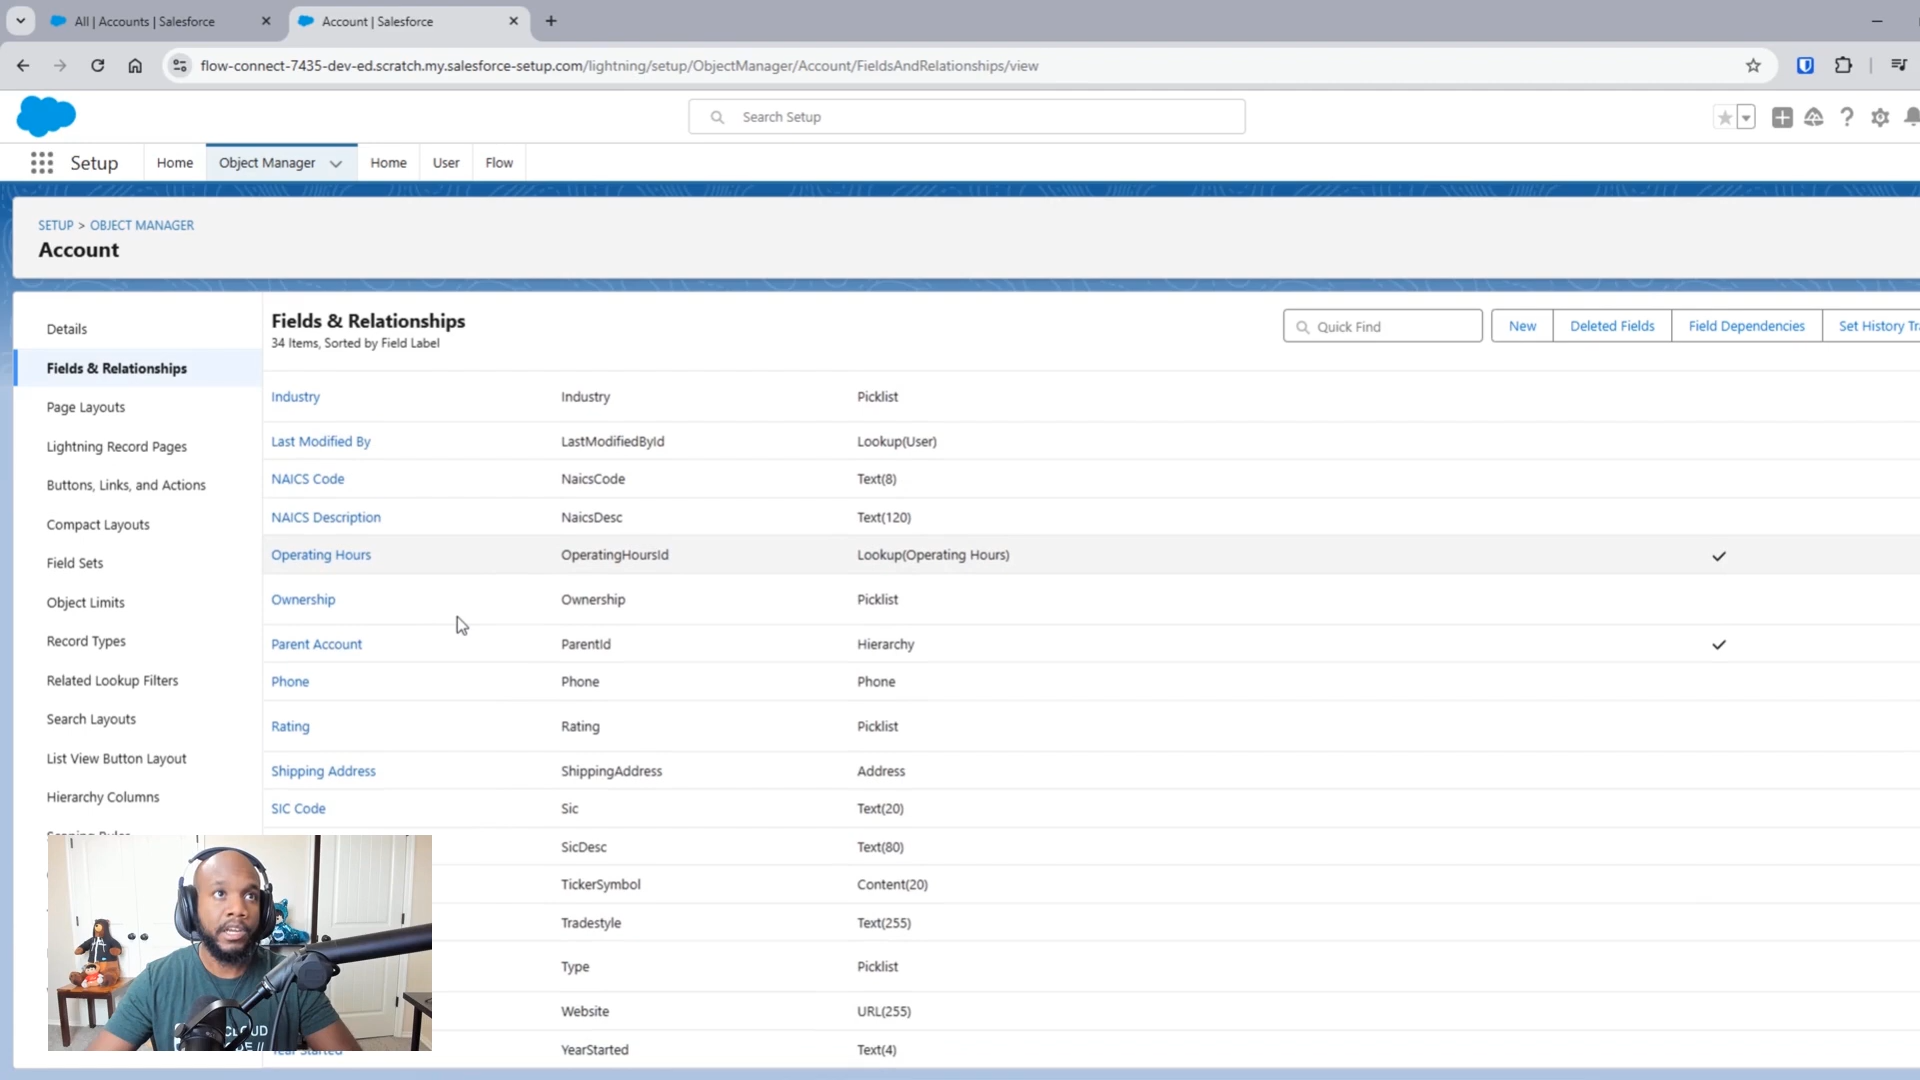 All | Accounts | Salesforce
Account | Salesforce
flow-connect-7435-dev-ed.scratch.my.salesforce-setup.com/lightning/setup/ObjectManager/Account/FieldsAndRelationships/view
Search Setup
Setup
Home
Object Manager
Home
User
Flow
SETUP > OBJECT MANAGER
Account
Details
Fields & Relationships
Page Layouts
Lightning Record Pages
Buttons, Links, and Actions
Compact Layouts
Field Sets
Object Limits
Record Types
Related Lookup Filters
Search Layouts
List View Button Layout
Hierarchy Columns
Fields & Relationships
34 Items, Sorted by Field Label
Quick Find
New
Deleted Fields
Field Dependencies
Set History Tra
Industry Industry Picklist
Last Modified By LastModifiedById Lookup(User)
NAICS Code NaicsCode Text(8)
NAICS Description NaicsDesc Text(120)
Operating Hours OperatingHoursId Lookup(Operating Hours)
Ownership Ownership Picklist
Parent Account ParentId Hierarchy
Phone Phone Phone
Rating Rating Picklist
Shipping Address ShippingAddress Address
SIC Code Sic Text(20)
SicDesc Text(80)
TickerSymbol Content(20)
Tradestyle Text(255)
Type Picklist
Website URL(255)
Year Started YearStarted Text(4)